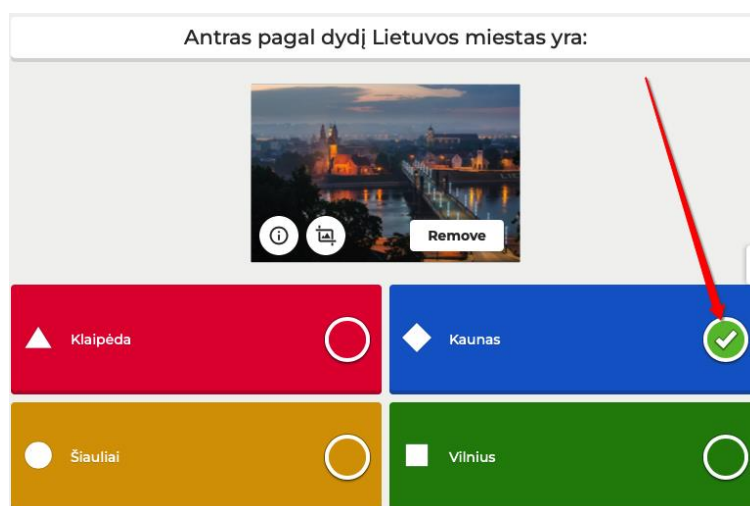 Antras pagal dydį Lietuvos miestas yra:
Remove
Klaipėda
Kaunas
Šiauliai
Vilnius